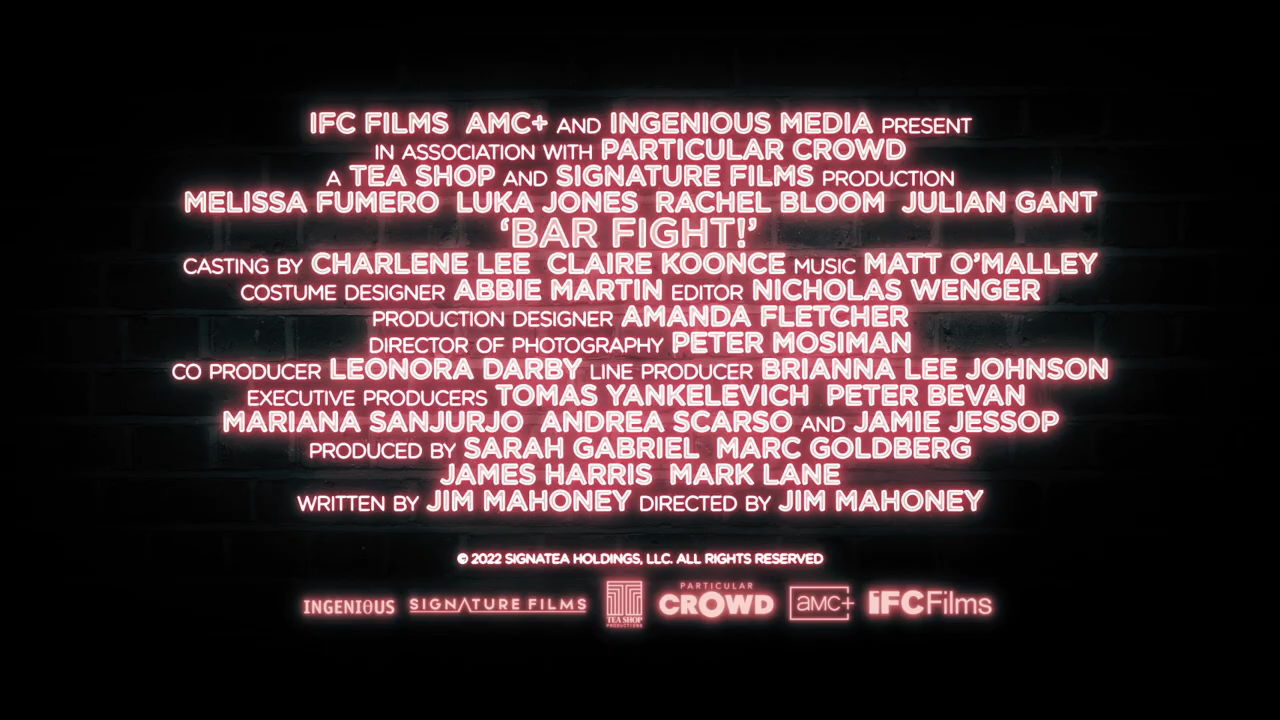 IFC FILMS AMC+ AND INGENIOUS MEDIA PRESENT
IN ASSOCIATION WITH PARTICULAR CROWD
A TEA SHOP AND SIGNATURE FILMS PRODUCTION
MELISSA FUMERO LUKA JONES RACHEL BLOOM JULIAN GANT
‘BAR FIGHT!’
CASTING BY CHARLENE LEE CLAIRE KOONCE MUSIC MATT O’MALLEY
COSTUME DESIGNER ABBIE MARTIN EDITOR NICHOLAS WENGER
PRODUCTION DESIGNER AMANDA FLETCHER
DIRECTOR OF PHOTOGRAPHY PETER MOSIMAN
CO PRODUCER LEONORA DARBY LINE PRODUCER BRIANNA LEE JOHNSON
EXECUTIVE PRODUCERS TOMAS YANKELEVICH PETER BEVAN
MARIANA SANJURJO ANDREA SCARSO AND JAMIE JESSOP
PRODUCED BY SARAH GABRIEL MARC GOLDBERG
JAMES HARRIS MARK LANE
WRITTEN BY JIM MAHONEY DIRECTED BY JIM MAHONEY
© 2022 SIGNATEA HOLDINGS, LLC. ALL RIGHTS RESERVED
INGENIOUS SIGNATURE FILMS TEA SHOP PRODUCTIONS PARTICULAR CROWD amc+ IFC Films